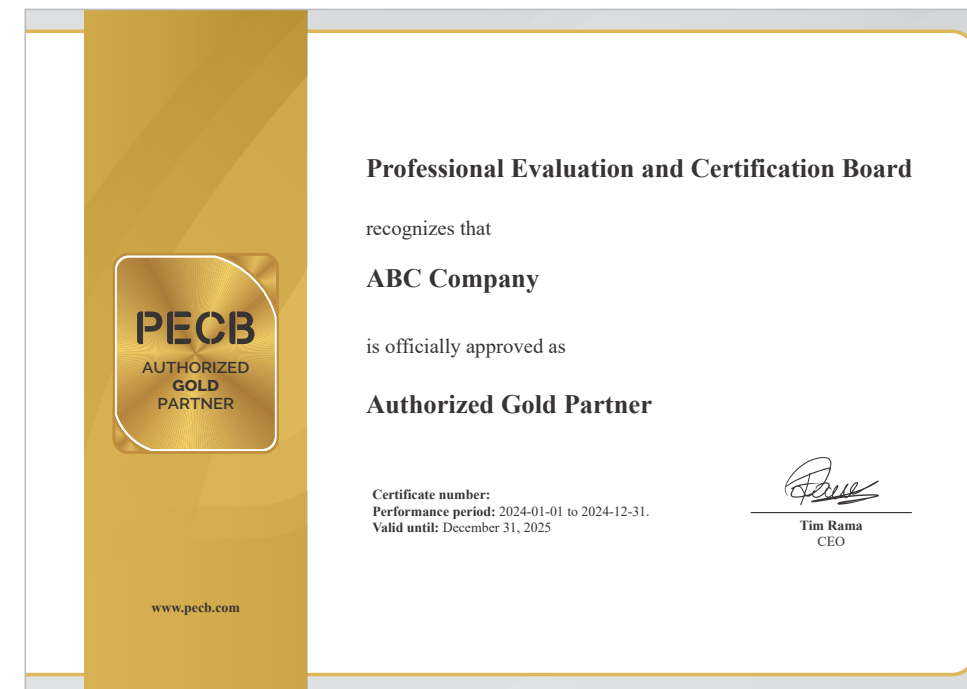 Professional Evaluation and Certification Board
recognizes that
ABC Company
is officially approved as
Authorized Gold Partner
PECB
AUTHORIZED
GOLD
PARTNER
Certificate number:
Performance period: 2024-01-01 to 2024-12-31.
Valid until: December 31, 2025
Tim Rama
CEO
www.pecb.com